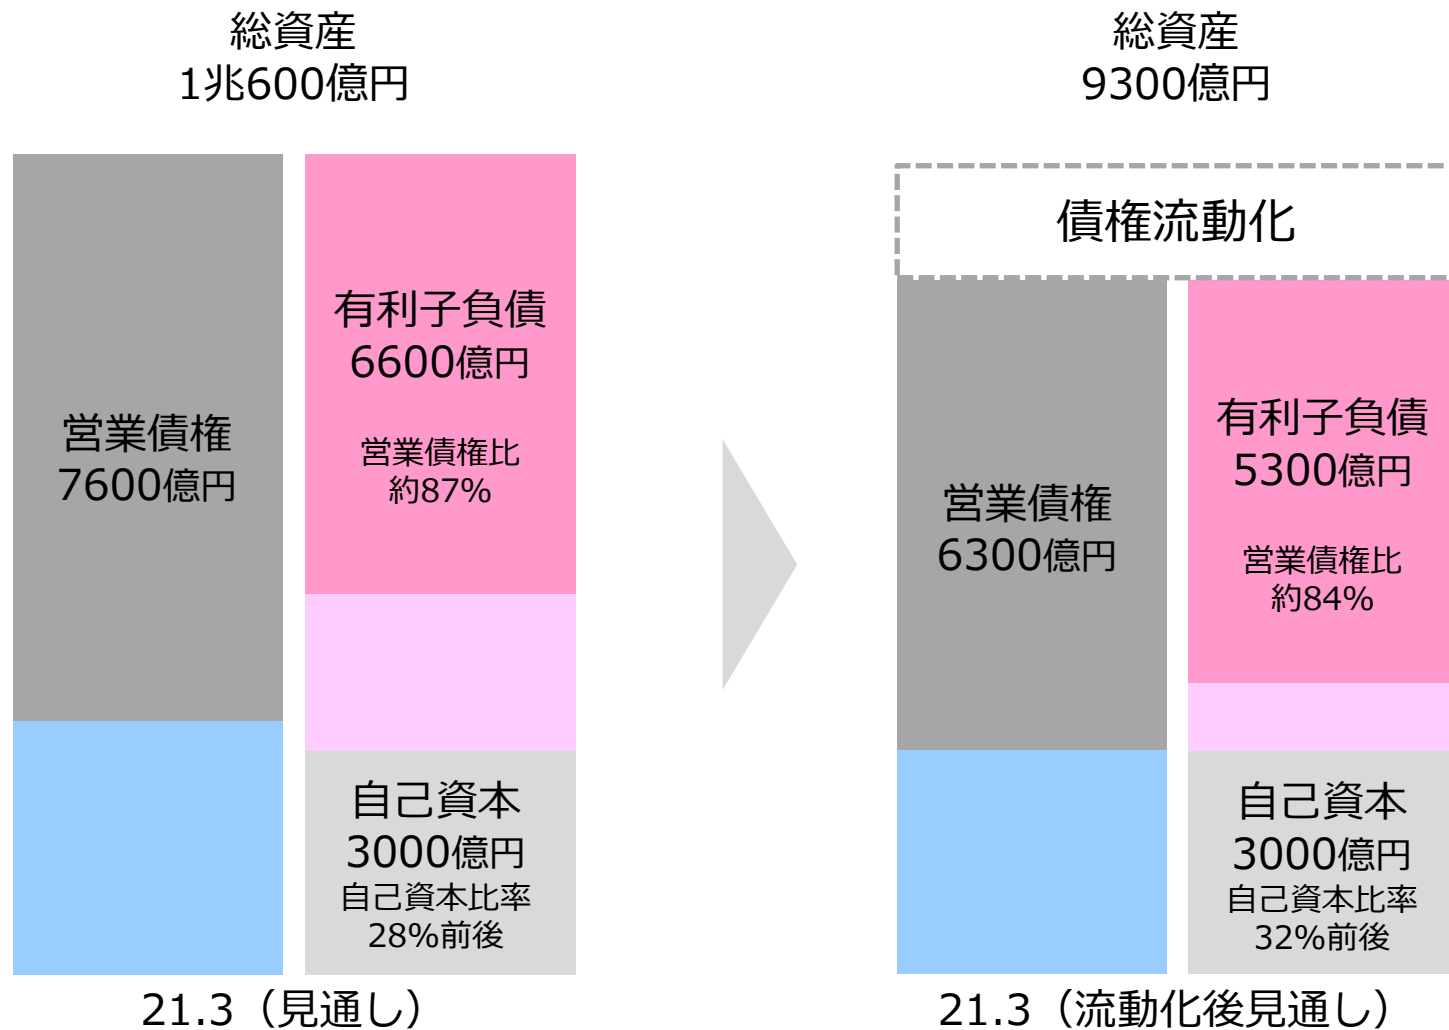 総資産
1兆600億円
営業債権
7600億円
有利子負債
6600億円
営業債権比
約87%
自己資本
3000億円
自己資本比率
28%前後
21.3（見通し）
総資産
9300億円
債権流動化
営業債権
6300億円
有利子負債
5300億円
営業債権比
約84%
自己資本
3000億円
自己資本比率
32%前後
21.3（流動化後見通し）